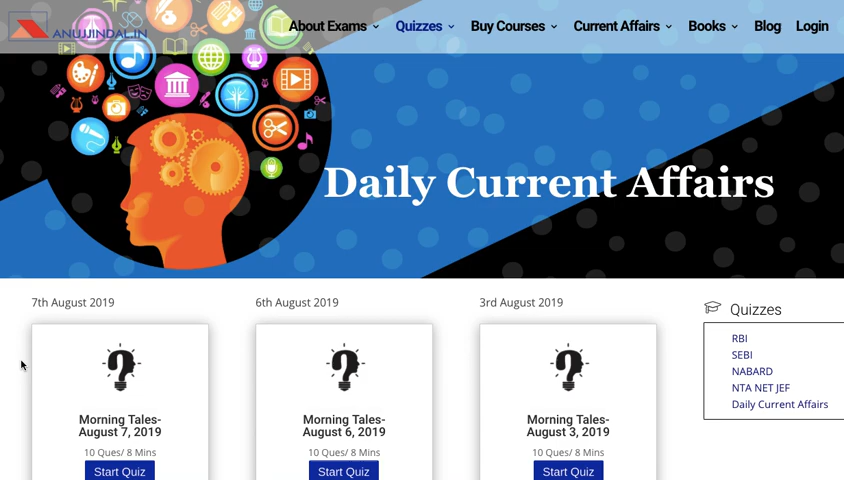 ANUJJINDAL.IN
About Exams
Quizzes
Buy Courses
Current Affairs
Books
Blog
Login
Daily Current Affairs
7th August 2019
6th August 2019
3rd August 2019
Quizzes
RBI
SEBI
NABARD
NTA NET JEF
Daily Current Affairs
Morning Tales-
August 7, 2019
10 Ques/ 8 Mins
Start Quiz
Morning Tales-
August 6, 2019
10 Ques/ 8 Mins
Start Quiz
Morning Tales-
August 3, 2019
10 Ques/ 8 Mins
Start Quiz